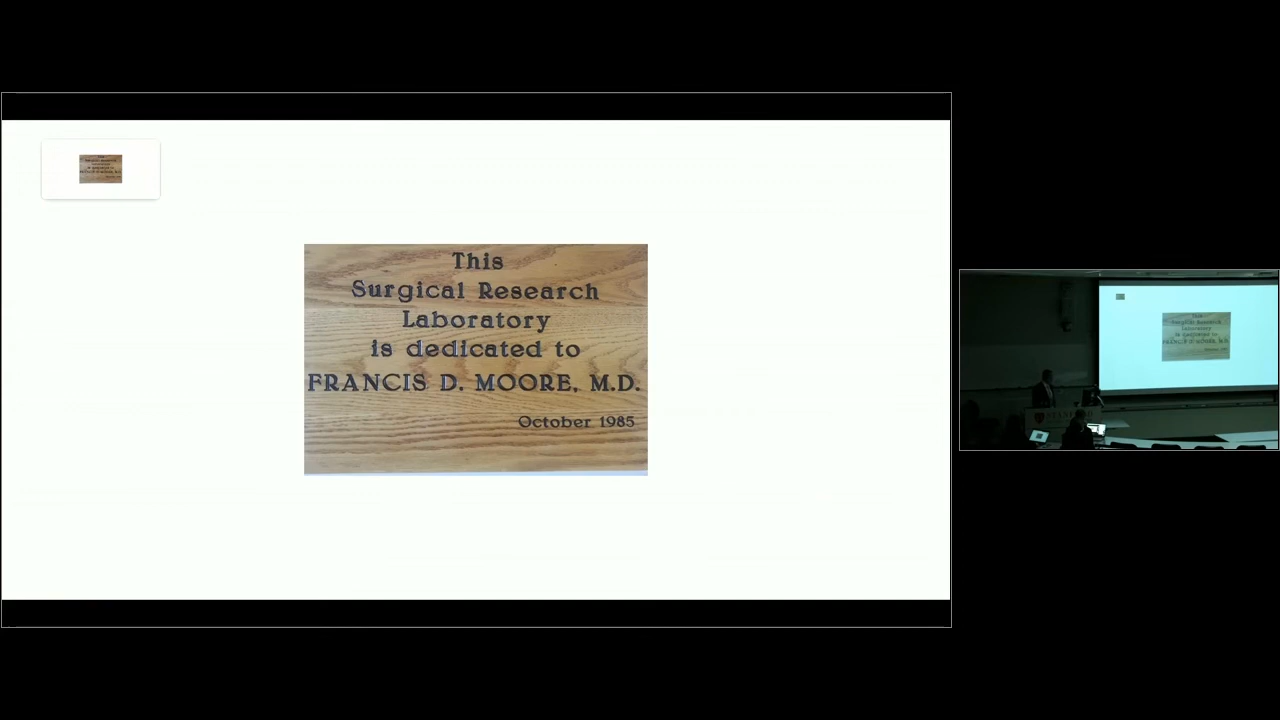 This
Surgical Research
Laboratory
is dedicated to
FRANCIS D. MOORE, M.D.
October 1985